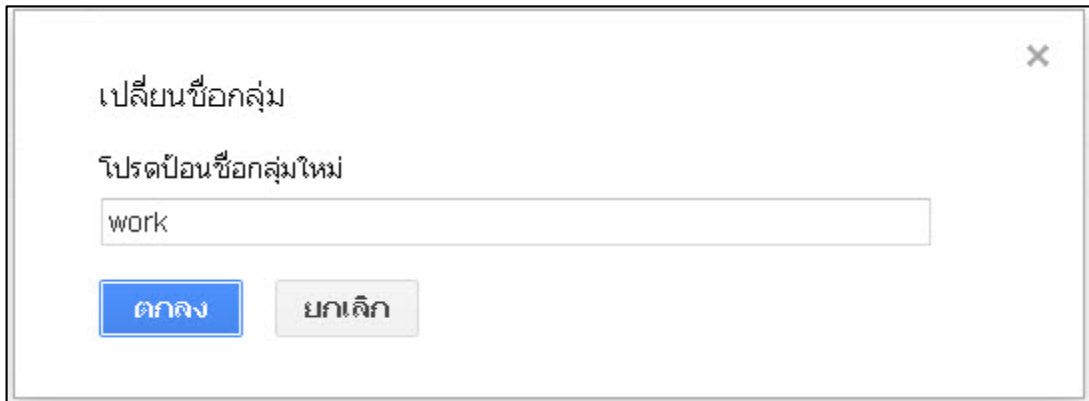 เปลี่ยนชื่อกลุ่ม
โปรดป้อนชื่อกลุ่มใหม่
work
ตกลง ยกเลิก